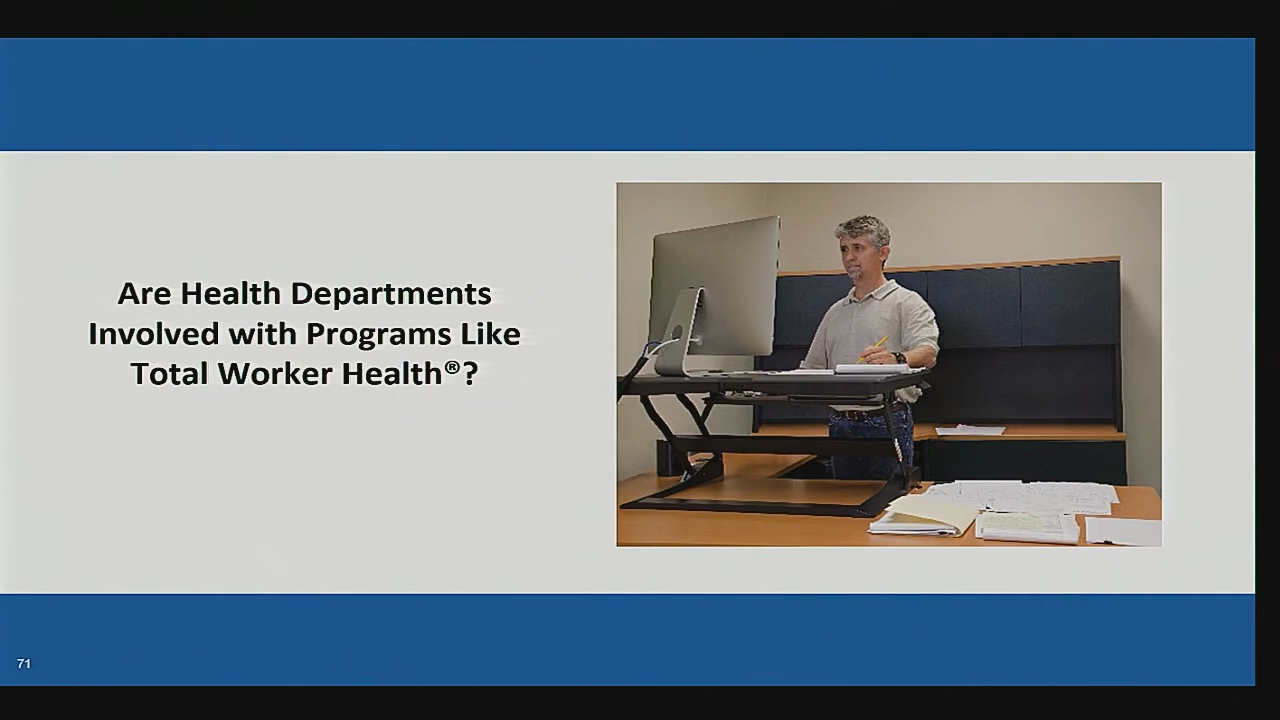 Are Health Departments
Involved with Programs Like
Total Worker Health®?
71